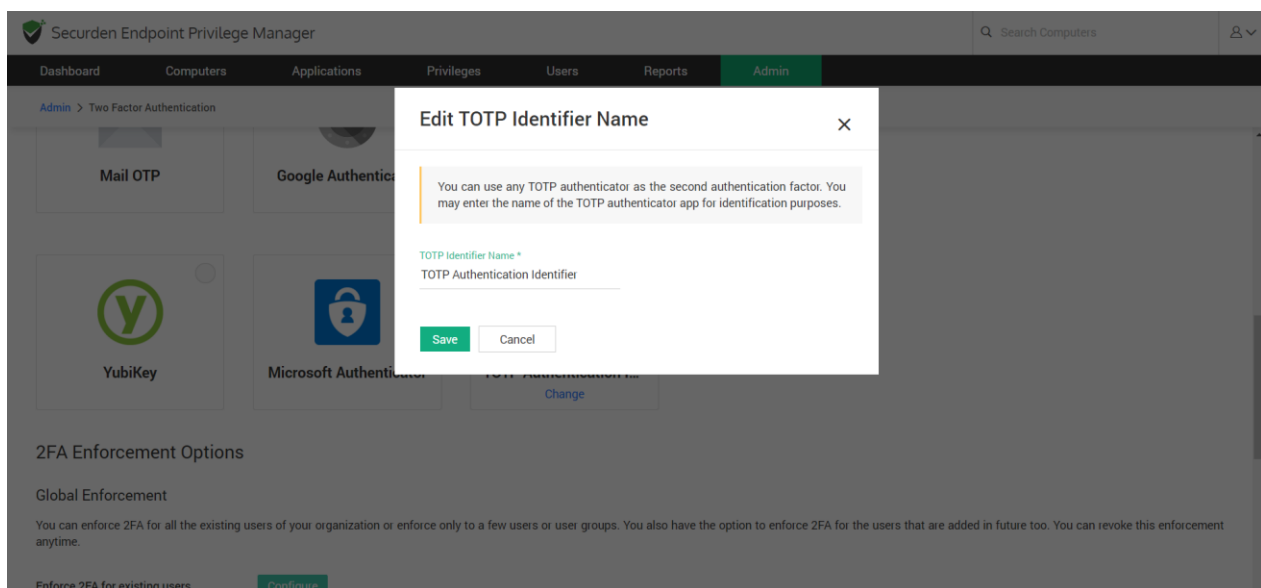 Securden Endpoint Privilege Manager
Search Computers
Dashboard Computers Applications Privileges Users Reports Admin
Admin > Two Factor Authentication
Edit TOTP Identifier Name
Mail OTP
Google
You can use any TOTP authenticator as the second authentication factor. You
may enter the name of the TOTP authenticator app for identification purposes.
TOTP Identifier Name *
TOTP Authentication Identifier
Save Cancel
YubiKey
Microsoft
Change
2FA Enforcement Options
Global Enforcement
You can enforce 2FA for all the existing users of your organization or enforce only to a few users or user groups. You also have the option to enforce 2FA for the users that are added in future too. You can revoke this enforcement
anytime.
Enforce 2FA for existing users Configure